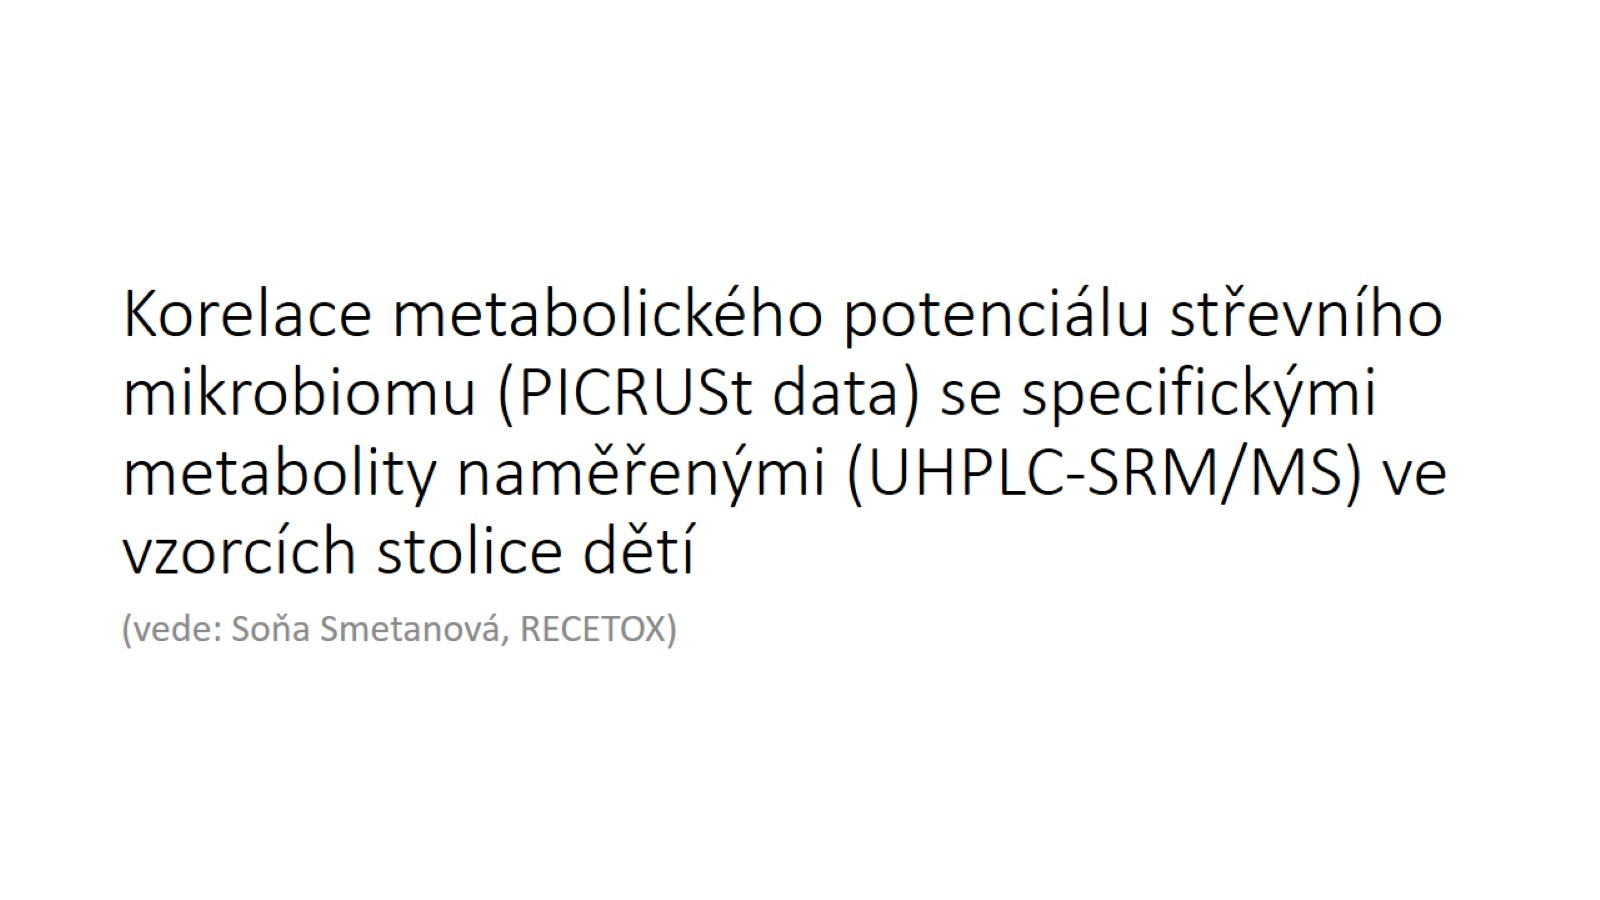 Korelace metabolického potenciálu střevního
mikrobiomu (PICRUSt data) se specifickými
metabolity naměřenými (UHPLC-SRM/MS) ve
vzorcích stolice dětí
(vede: Soňa Smetanová, RECETOX)